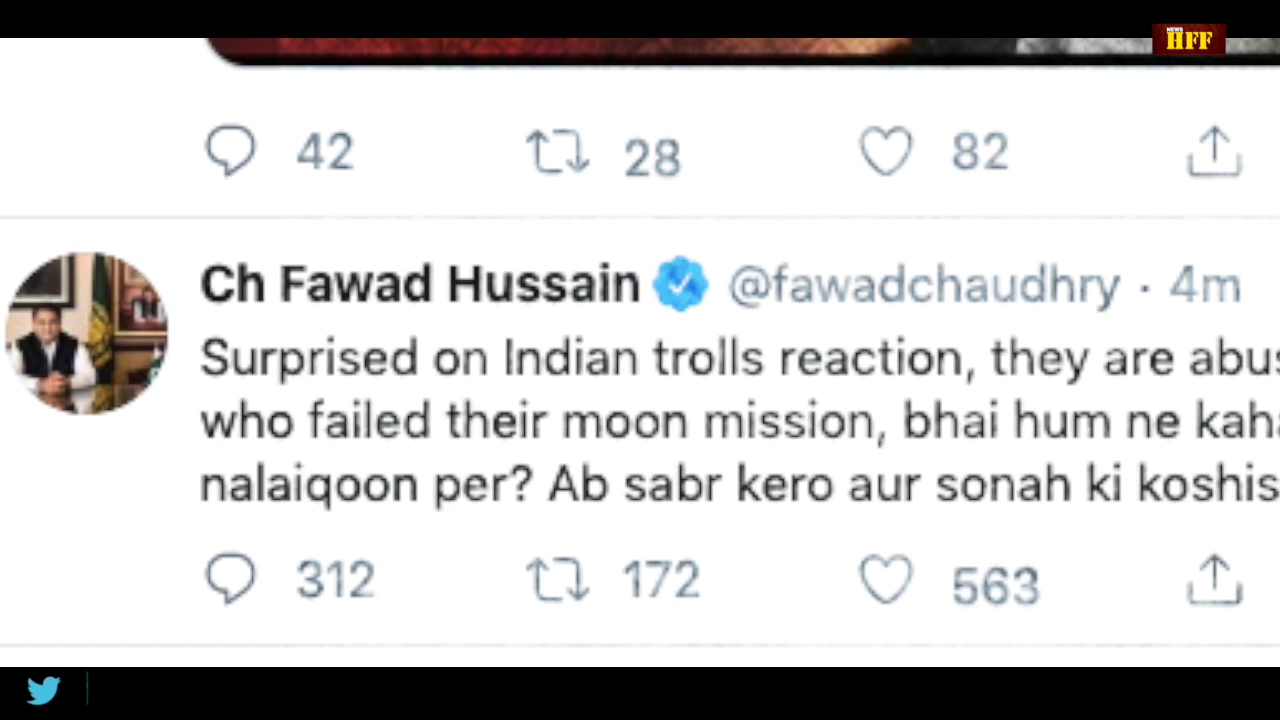 NEWS
HFF
42 28 82
Ch Fawad Hussain @fawadchaudhry · 4m
Surprised on Indian trolls reaction, they are
who failed their moon mission, bhai hum ne
nalaiqoon per? Ab sabr kero aur sonah ki
312 172 563